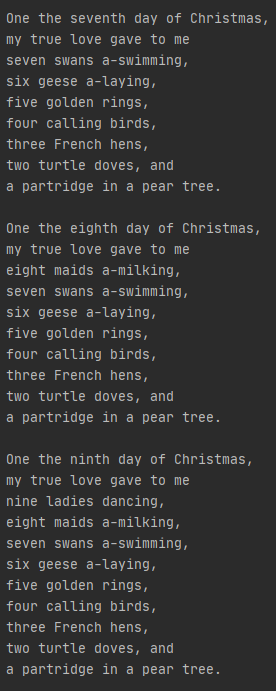 One the seventh day of Christmas,
my true love gave to me
seven swans a-swimming,
six geese a-laying,
five golden rings,
four calling birds,
three French hens,
two turtle doves, and
a partridge in a pear tree.

One the eighth day of Christmas,
my true love gave to me
eight maids a-milking,
seven swans a-swimming,
six geese a-laying,
five golden rings,
four calling birds,
three French hens,
two turtle doves, and
a partridge in a pear tree.

One the ninth day of Christmas,
my true love gave to me
nine ladies dancing,
eight maids a-milking,
seven swans a-swimming,
six geese a-laying,
five golden rings,
four calling birds,
three French hens,
two turtle doves, and
a partridge in a pear tree.